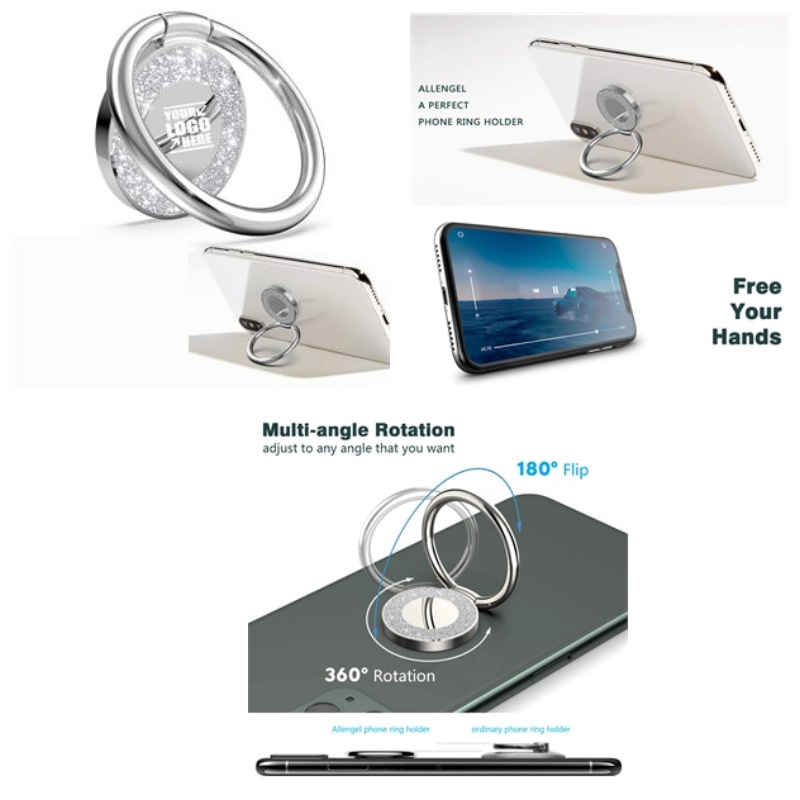 YOUR
LOGO
HERE
ALLENGEL
A PERFECT
PHONE RING HOLDER
Free
Your
Hands
Multi-angle Rotation
adjust to any angle that you want
180° Flip
360° Rotation
Allengel phone ring holder
ordinary phone ring holder